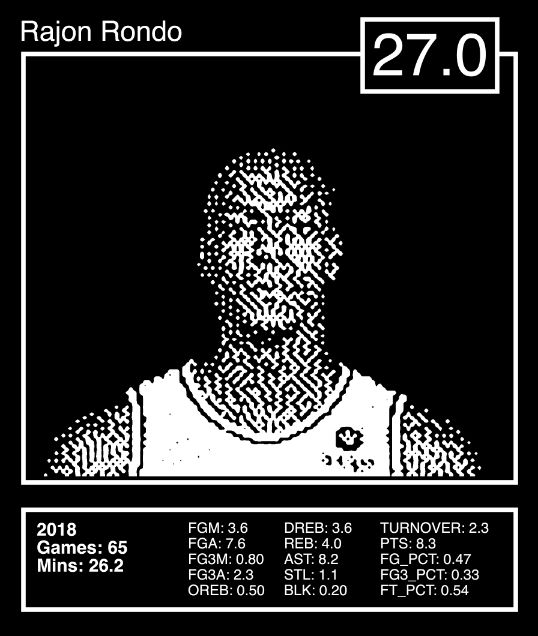 Rajon Rondo
27.0
2018
Games: 65
Mins: 26.2
FGM: 3.6
FGA: 7.6
FG3M: 0.80
FG3A: 2.3
OREB: 0.50
DREB: 3.6
REB: 4.0
AST: 8.2
STL: 1.1
BLK: 0.20
TURNOVER: 2.3
PTS: 8.3
FG_PCT: 0.47
FG3_PCT: 0.33
FT_PCT: 0.54